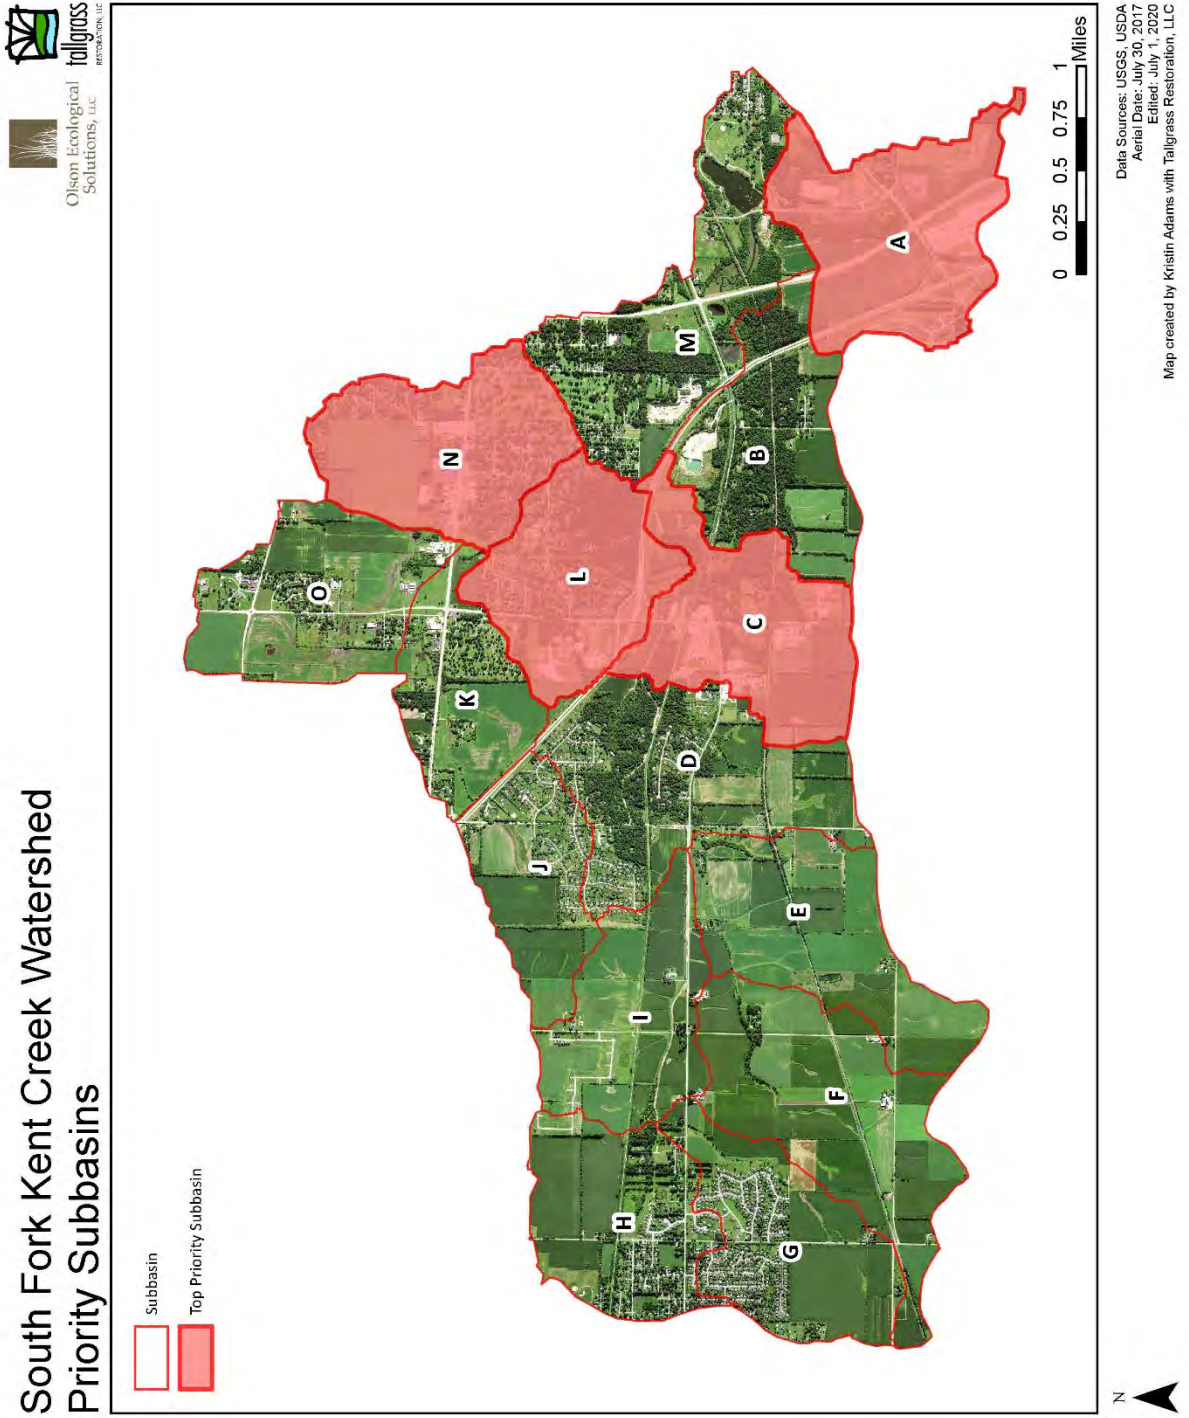 South Fork Kent Creek Watershed
Priority Subbasins
Olson Ecological
Solutions, LLC
tallgrass
RESTORATION, LLC
Subbasin
Top Priority Subbasin
O
N
K
L
J
M
I
D
C
B
H
E
A
G
F
0 0.25 0.5 0.75 1
Miles
N
Data Sources: USGS, USDA
Aerial Date: July 30, 2017
Edited: July 1, 2020
Map created by Kristin Adams with Tallgrass Restoration, LLC